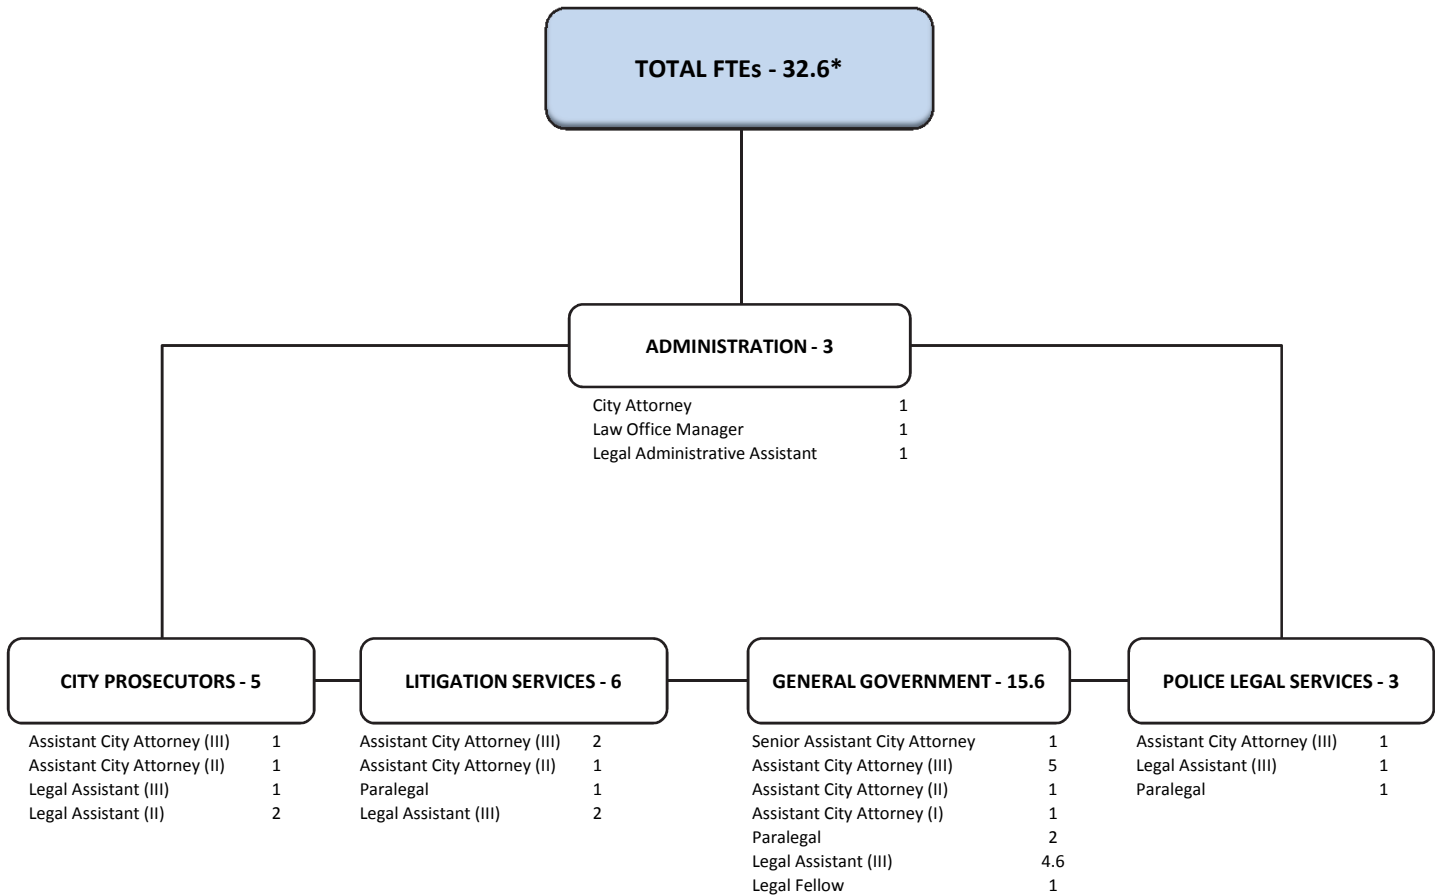 TOTAL FTEs - 32.6*
ADMINISTRATION - 3
City Attorney 1
Law Office Manager 1
Legal Administrative Assistant 1
CITY PROSECUTORS - 5
Assistant City Attorney (III) 1
Assistant City Attorney (II) 1
Legal Assistant (III) 1
Legal Assistant (II) 2
LITIGATION SERVICES - 6
Assistant City Attorney (III) 2
Assistant City Attorney (II) 1
Paralegal 1
Legal Assistant (III) 2
GENERAL GOVERNMENT - 15.6
Senior Assistant City Attorney 1
Assistant City Attorney (III) 5
Assistant City Attorney (II) 1
Assistant City Attorney (I) 1
Paralegal 2
Legal Assistant (III) 4.6
Legal Fellow 1
POLICE LEGAL SERVICES - 3
Assistant City Attorney (III) 1
Legal Assistant (III) 1
Paralegal 1